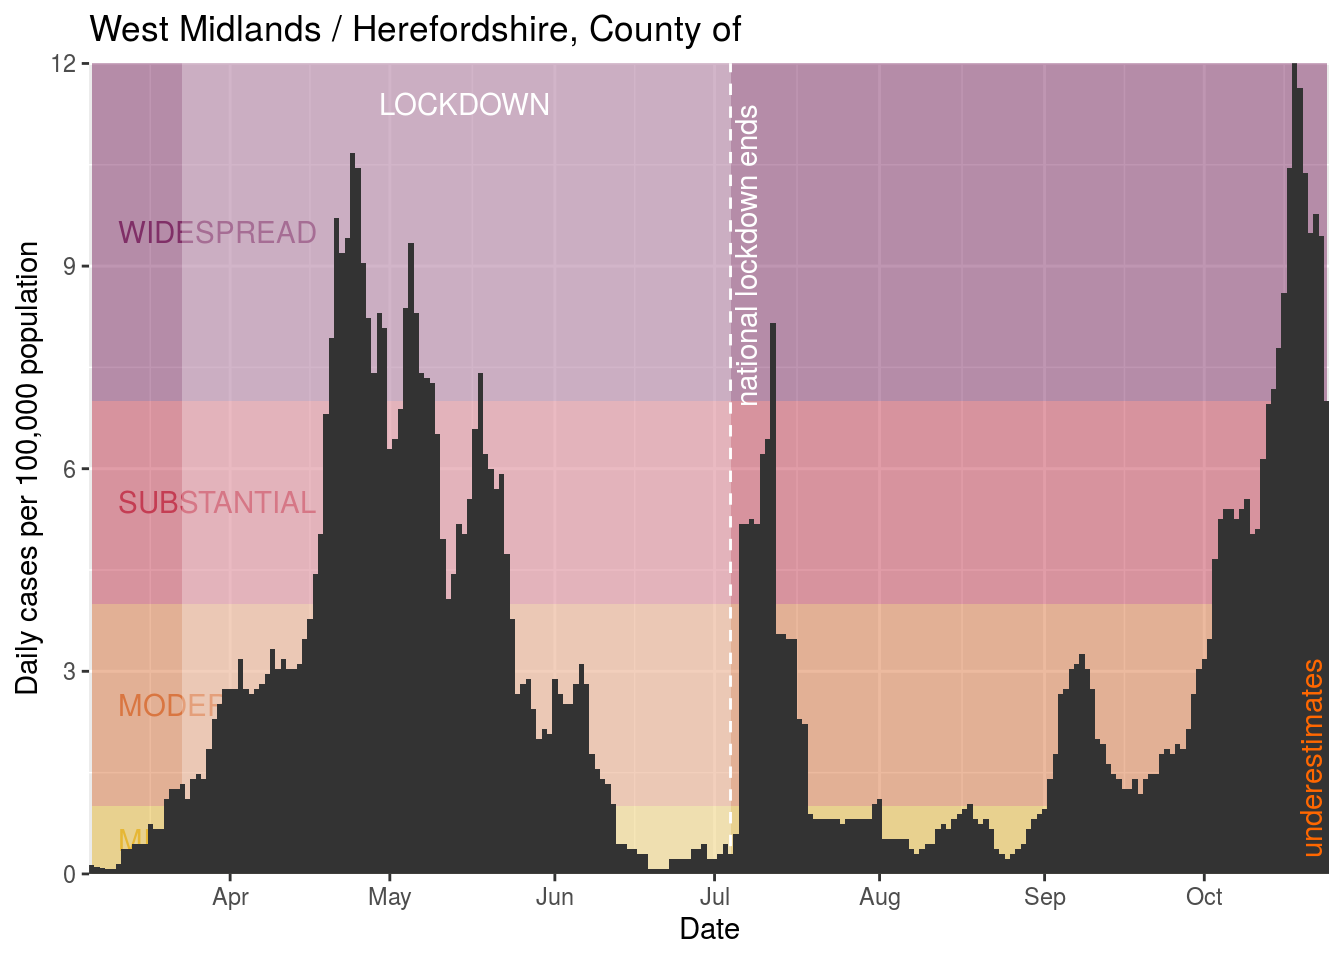 West Midlands / Herefordshire, County of
12
LOCKDOWN
national lockdown ends
WIDESPREAD
9
Daily cases per 100,000 population
6
SUBSTANTIAL
3
underestimates
0
Apr May Jun Jul Aug Sep Oct
Date